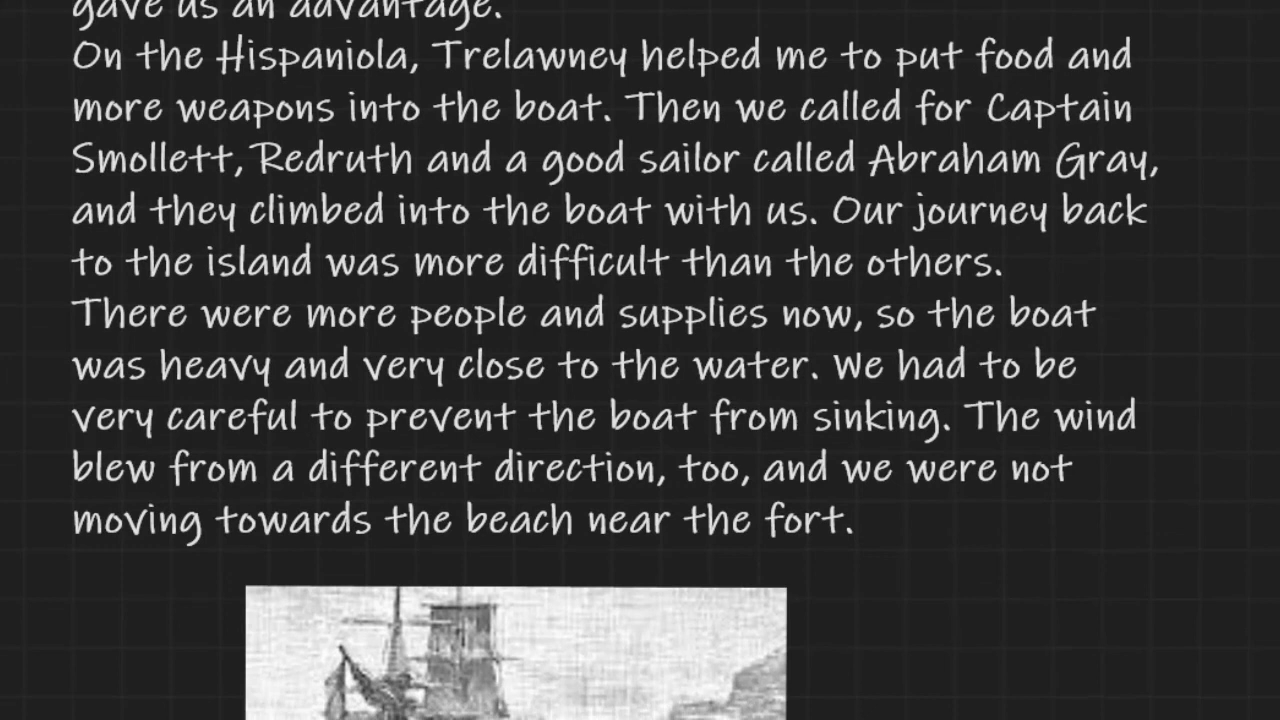 gave us an advantage.
On the Hispaniola, Trelawney helped me to put food and
more weapons into the boat. Then we called for Captain
Smollett, Redruth and a good sailor called Abraham Gray,
and they climbed into the boat with us. Our journey back
to the island was more difficult than the others.
There were more people and supplies now, so the boat
was heavy and very close to the water. We had to be
very careful to prevent the boat from sinking. The wind
blew from a different direction, too, and we were not
moving towards the beach near the fort.